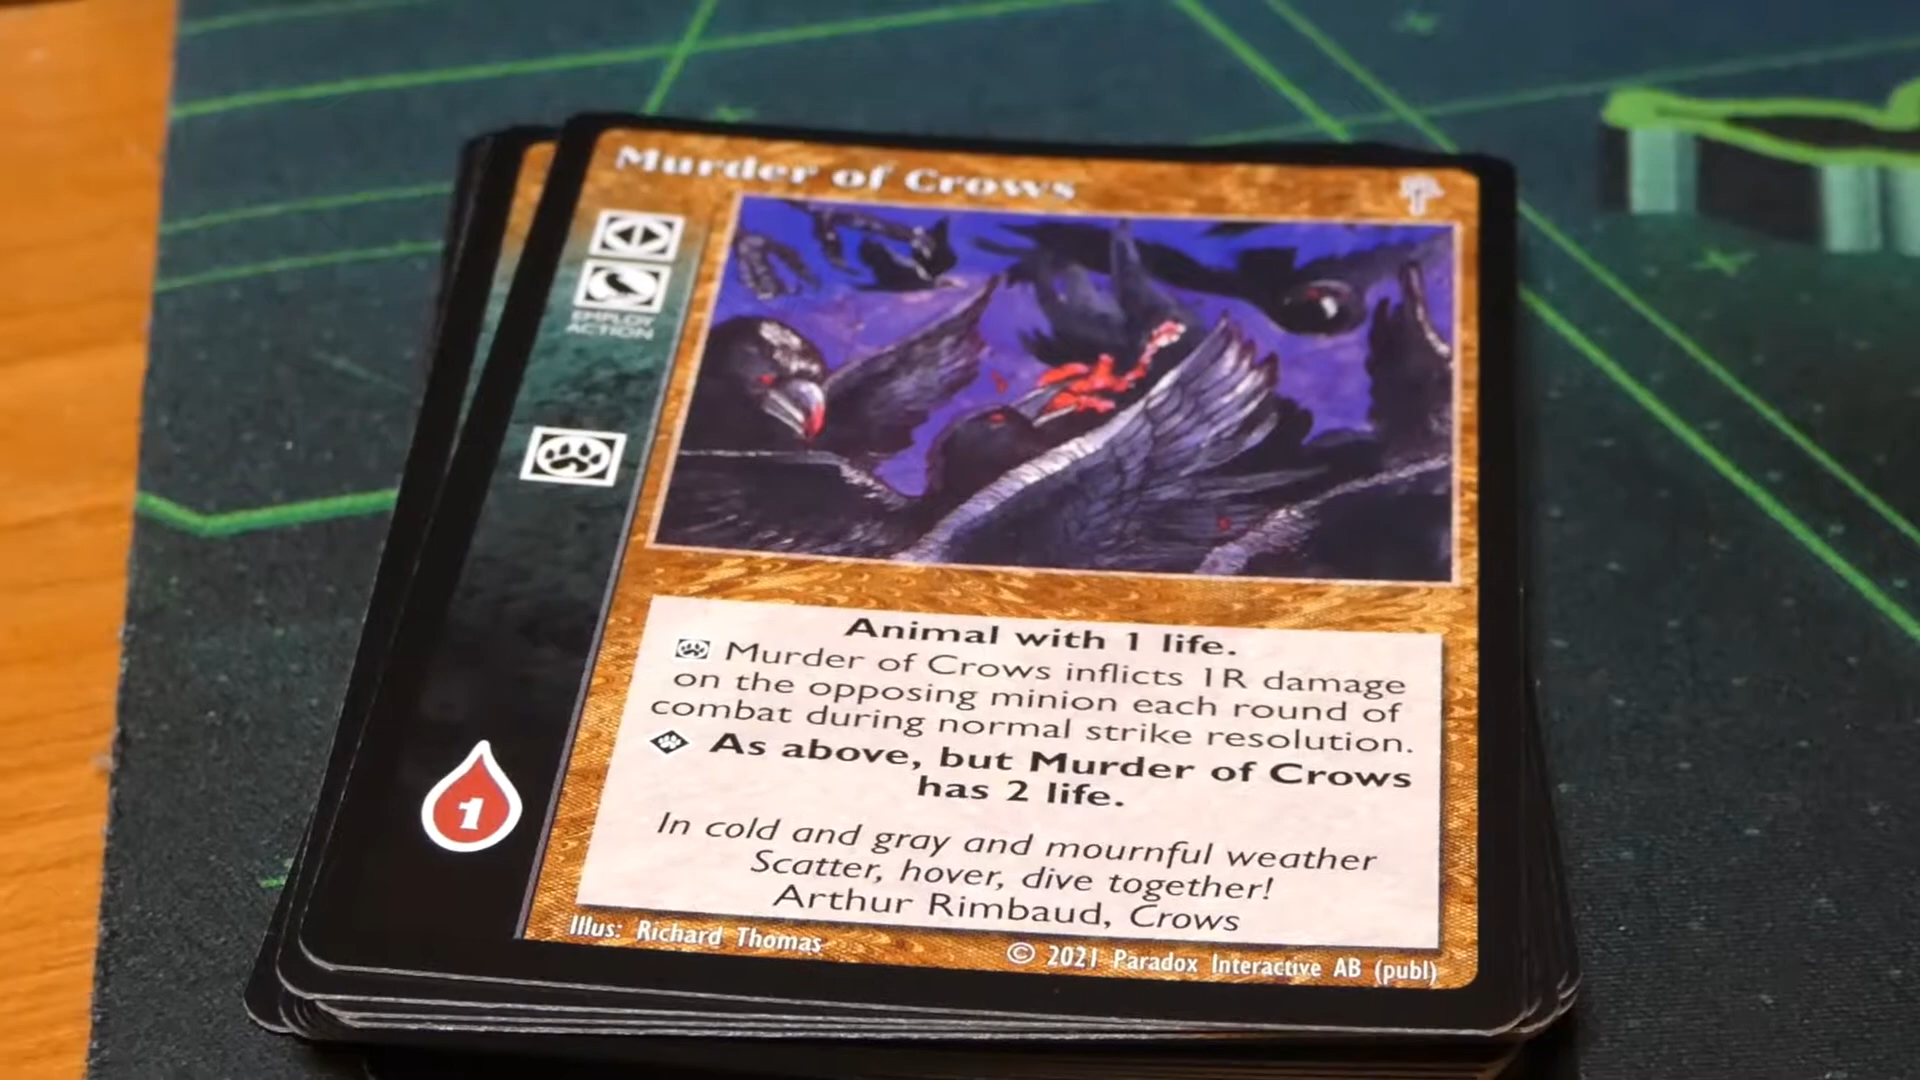 Murder of Crows
EMPLOY
ACTION
Animal with 1 life.
Murder of Crows inflicts 1R damage
on the opposing minion each round of
combat during normal strike resolution.
As above, but Murder of Crows
has 2 life.
1
In cold and gray and mournful weather
Scatter, hover, dive together!
Arthur Rimbaud, Crows
Illus: Richard Thomas
© 2021 Paradox Interactive AB (publ)